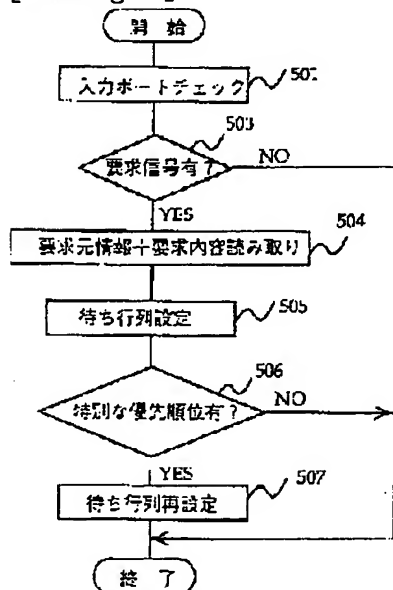 開 始
502
入力ポートチェック
503
要求信号有?
NO
YES
504
要求元情報+要求内容読み取り
505
待ち行列設定
506
特別な優先順位有?
NO
YES
507
待ち行列再設定
終 了